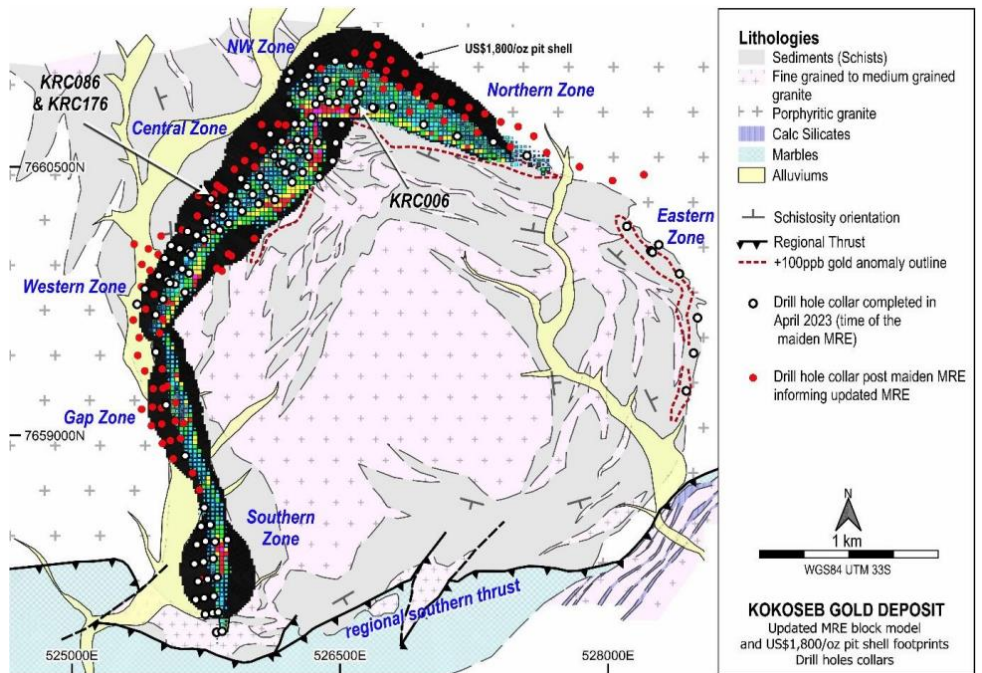 NW Zone
US$1,800/oz pit shell
KRC086
& KRC176
Northern Zone
Central Zone
7660500N
KRC006
Eastern
Zone
Western Zone
Gap Zone
7659000N
Southern
Zone
regional southern thrust
525000E
526500E
528000E
Lithologies
Sediments (Schists)
Fine grained to medium grained
granite
Porphyritic granite
Calc Silicates
Marbles
Alluviums
Schistosity orientation
Regional Thrust
+100ppb gold anomaly outline
Drill hole collar completed in
April 2023 (time of the
maiden MRE)
Drill hole collar post maiden MRE
informing updated MRE
N
1 km
WGS84 UTM 33S
KOKOSEB GOLD DEPOSIT
Updated MRE block model
and US$1,800/oz pit shell footprints
Drill holes collars